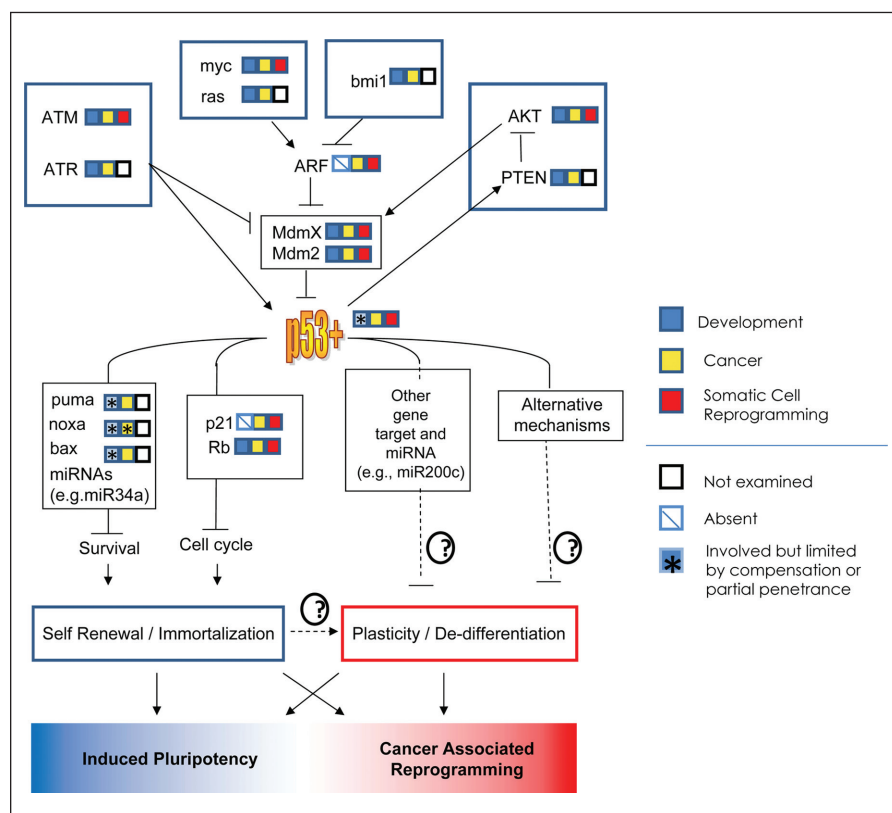 myc
ras
bmi1
ATM
ATR
AKT
PTEN
ARF
MdmX
Mdm2
p53+
*
puma *
noxa * *
bax *
miRNAs
(e.g.miR34a)
p21
Rb
Other
gene
target and
miRNA
(e.g., miR200c)
Alternative
mechanisms
Survival
Cell cycle
?
?
?
Self Renewal / Immortalization
Plasticity / De-differentiation
Induced Pluripotency
Cancer Associated
Reprogramming
Development
Cancer
Somatic Cell
Reprogramming
Not examined
Absent
* Involved but limited
by compensation or
partial penetrance